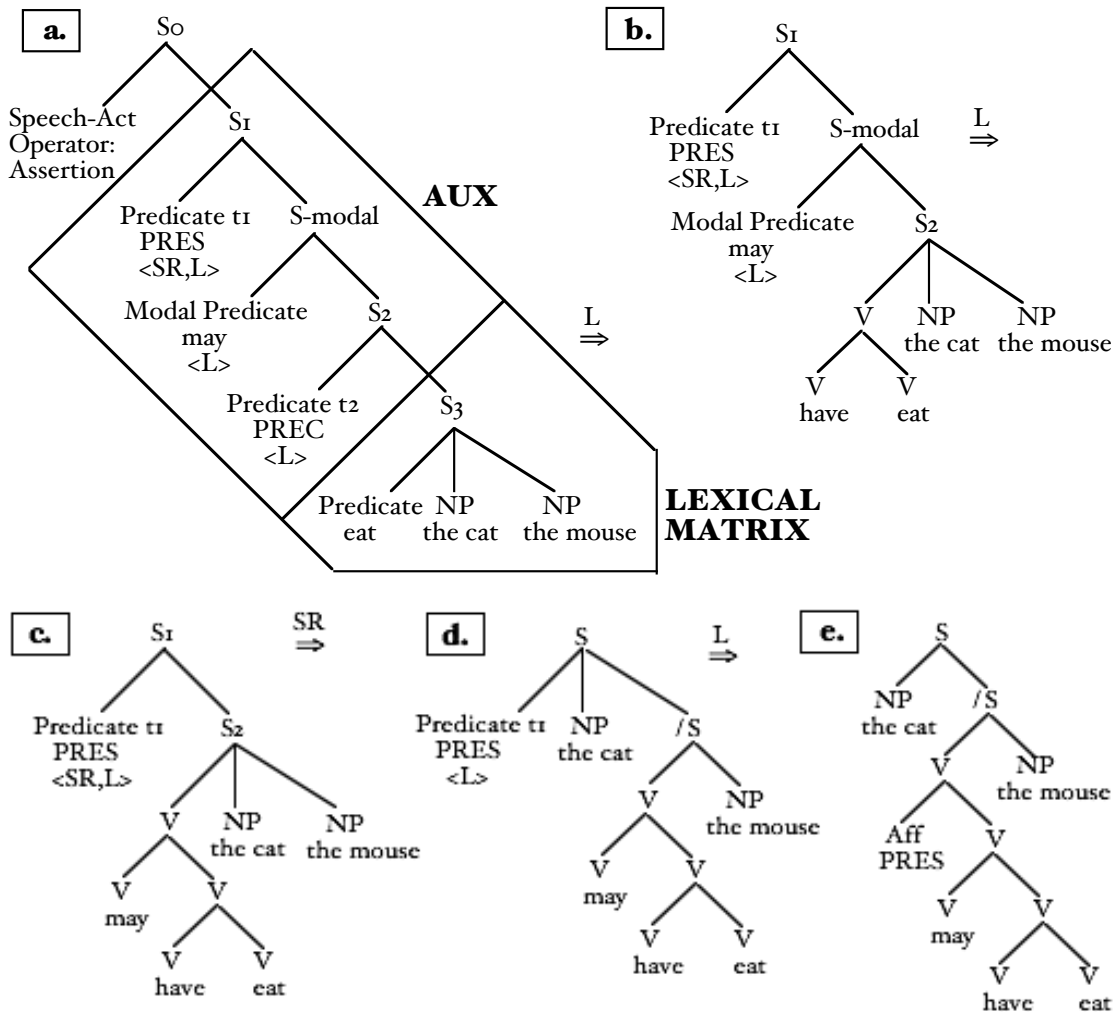 a.
S0
Speech-Act
Operator:
Assertion
S1
Predicate t1
PRES
<SR,L>
S-modal
AUX
Modal Predicate
may
<L>
S2
Predicate t2
PREC
<L>
S3
Predicate
eat
NP
the cat
NP
the mouse
LEXICAL
MATRIX
L
⇒
b.
S1
Predicate t1
PRES
<SR,L>
S-modal
L
⇒
Modal Predicate
may
<L>
S2
V
NP
the cat
NP
the mouse
V
have
V
eat
c.
S1
SR
⇒
Predicate t1
PRES
<SR,L>
S2
V
NP
the cat
NP
the mouse
V
may
V
V
have
V
eat
d.
S
L
⇒
Predicate t1
PRES
<L>
NP
the cat
/S
V
NP
the mouse
V
may
V
V
have
V
eat
e.
S
NP
the cat
/S
V
NP
the mouse
Aff
PRES
V
V
may
V
V
have
V
eat